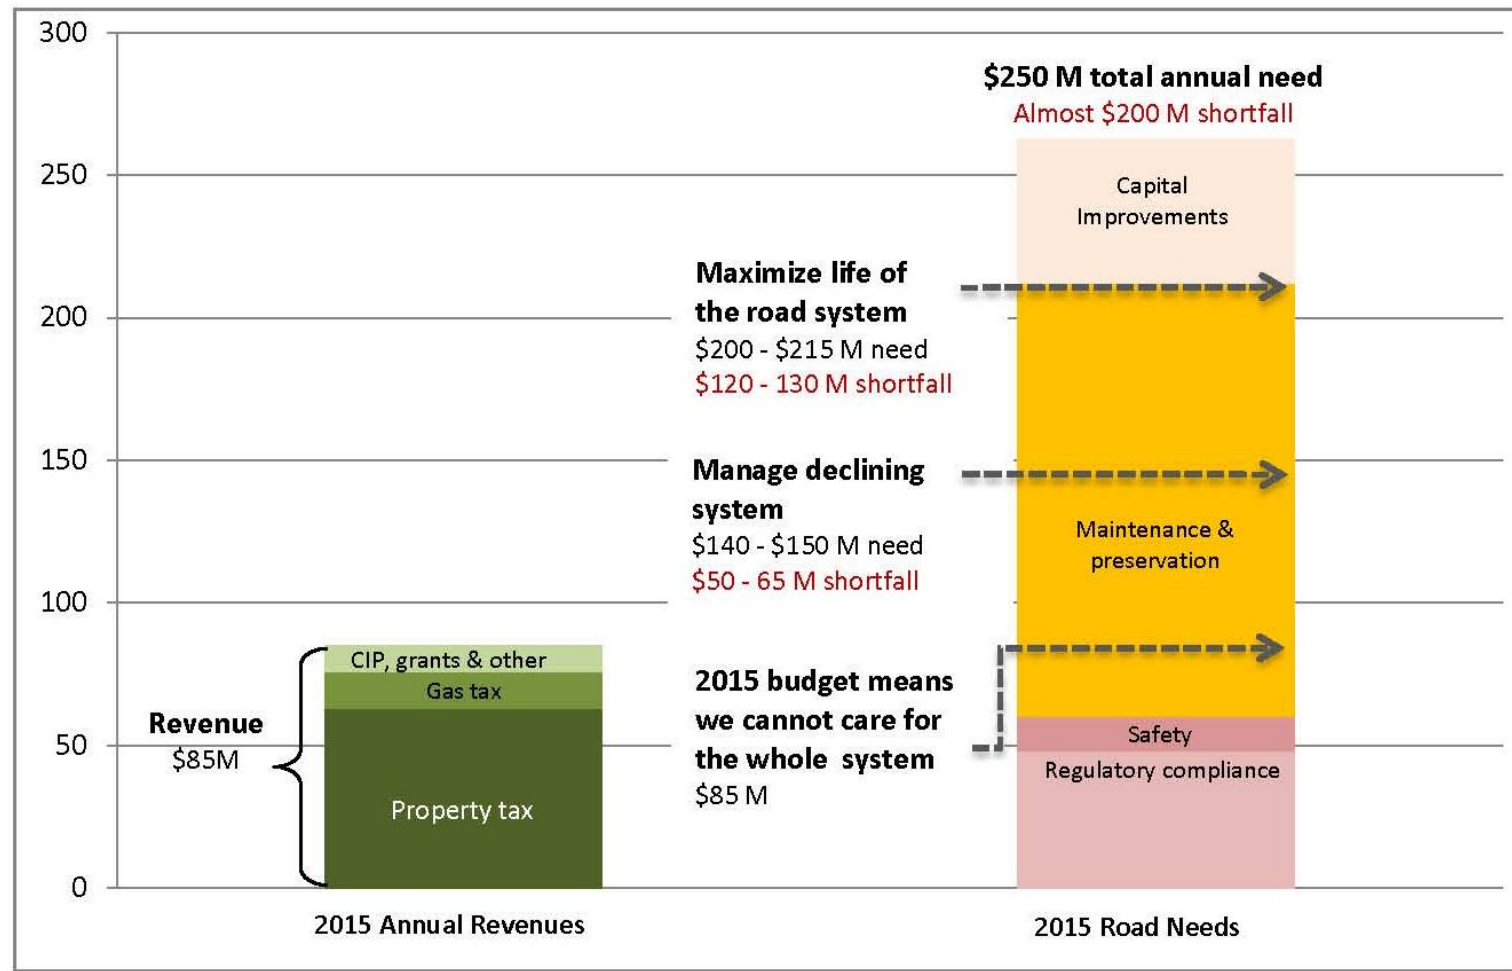 300
250
200
150
100
50
0
$250 M total annual need
Almost $200 M shortfall
Capital
Improvements
Maximize life of
the road system
$200 - $215 M need
$120 - 130 M shortfall
Manage declining
system
$140 - $150 M need
$50 - 65 M shortfall
Maintenance &
preservation
CIP, grants & other
Gas tax
Property tax
Revenue
$85M
2015 budget means
we cannot care for
the whole system
$85 M
Safety
Regulatory compliance
2015 Annual Revenues
2015 Road Needs